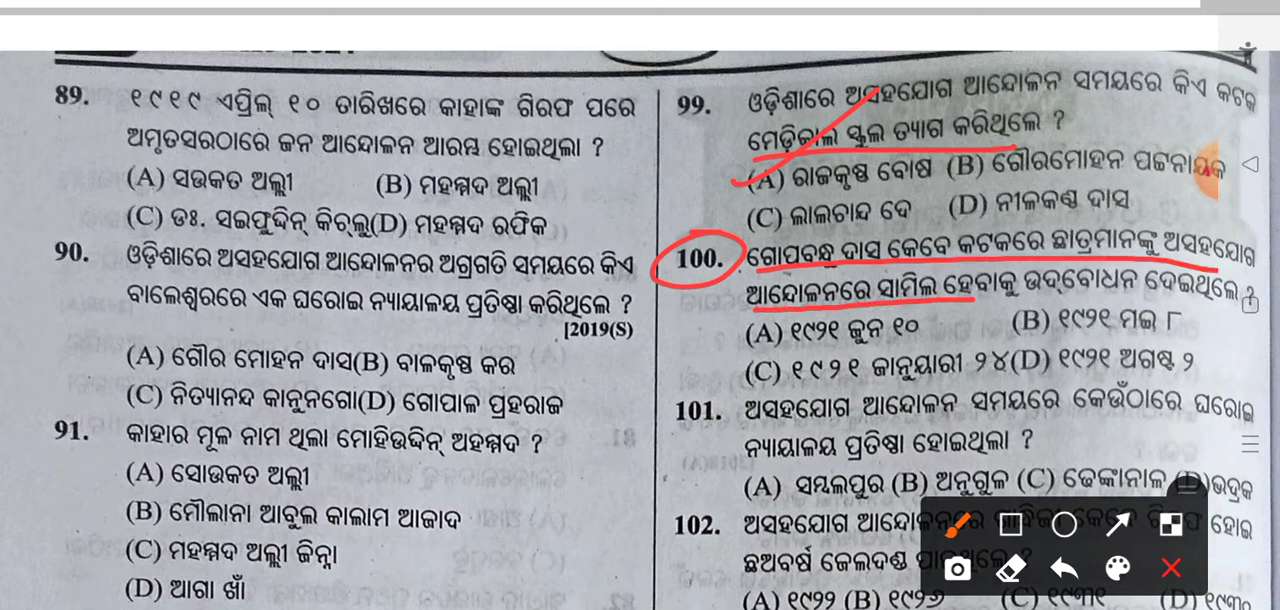 89. ୧୯୧୯ ଏପ୍ରିଲ୍ ୧୦ ତାରିଖରେ କାହାଙ୍କ ଗିରଫ ପରେ
ଅମୃତସରଠାରେ ଜନ ଆନ୍ଦୋଳନ ଆରମ୍ଭ ହୋଇଥିଲା ?
(A) ସଉକତ ଅଲ୍ଲୀ (B) ମହମ୍ମଦ ଅଲ୍ଲୀ
(C) ଡଃ. ସଇଫୁଦ୍ଦିନ୍ କିଚ୍‌ଲୁ(D) ମହମ୍ମଦ ରଫିକ
90. ଓଡ଼ିଶାରେ ଅସହଯୋଗ ଆନ୍ଦୋଳନର ଅଗ୍ରଗତି ସମୟରେ କିଏ
ବାଲେଶ୍ୱରରେ ଏକ ଘରୋଇ ନ୍ୟାୟାଳୟ ପ୍ରତିଷ୍ଠା କରିଥିଲେ ?
[2019(S)
(A) ଗୌର ମୋହନ ଦାସ(B) ବାଳକୃଷ୍ଣ କର
(C) ନିତ୍ୟାନନ୍ଦ କାନୁନଗୋ(D) ଗୋପାଳ ପ୍ରହରାଜ
91. କାହାର ମୂଳ ନାମ ଥିଲା ମୋହିଉଦ୍ଦିନ୍ ଅହମ୍ମଦ ?
(A) ସୋଉକତ ଅଲ୍ଲୀ
(B) ମୌଲାନା ଆବୁଲ କାଲାମ ଆଜାଦ
(C) ମହମ୍ମଦ ଅଲ୍ଲୀ ଜିନ୍ନା
(D) ଆଗା ଖାଁ
99. ଓଡ଼ିଶାରେ ଅସହଯୋଗ ଆନ୍ଦୋଳନ ସମୟରେ କିଏ କଟକ
ମେଡ଼ିକାଲ ସ୍କୁଲ ତ୍ୟାଗ କରିଥିଲେ ?
(A) ରାଜକୃଷ୍ଣ ବୋଷ (B) ଗୌରମୋହନ ପଟ୍ଟନାୟକ
(C) ଲାଲଚାନ୍ଦ ଦେ (D) ନୀଳକଣ୍ଠ ଦାସ
100. ଗୋପବନ୍ଧୁ ଦାସ କେବେ କଟକରେ ଛାତ୍ରମାନଙ୍କୁ ଅସହଯୋଗ
ଆନ୍ଦୋଳନରେ ସାମିଲ ହେବାକୁ ଉଦ୍‌ବୋଧନ ଦେଇଥିଲେ ?
(A) ୧୯୨୧ ଜୁନ ୧୦ (B) ୧୯୨୧ ମଇ ୮
(C) ୧୯୨୧ ଜାନୁୟାରୀ ୨୪(D) ୧୯୨୧ ଅଗଷ୍ଟ ୨
101. ଅସହଯୋଗ ଆନ୍ଦୋଳନ ସମୟରେ କେଉଁଠାରେ ଘରୋଇ
ନ୍ୟାୟାଳୟ ପ୍ରତିଷ୍ଠା ହୋଇଥିଲା ?
(A) ସମ୍ବଲପୁର (B) ଅନୁଗୁଳ (C) ଢେଙ୍କାନାଳ (D)ଭଦ୍ରକ
102. ଅସହଯୋଗ ଆନ୍ଦୋଳନରେ ହୋଇ
ଛଅବର୍ଷ ଜେଲଦଣ୍ଡ
(A) ୧୯୨୨ (B) ୧୯୨୬ (C) ୧୯୩୧ (D) ୧୯୩୦